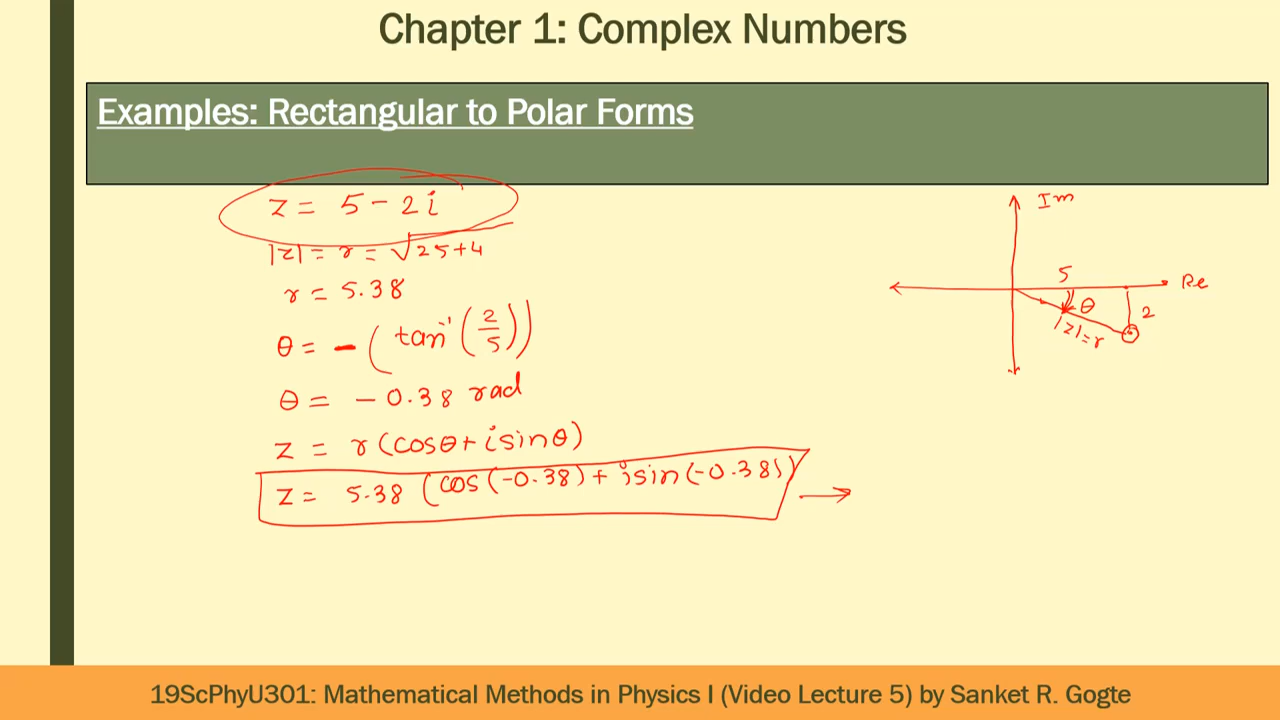 Chapter 1: Complex Numbers
Examples: Rectangular to Polar Forms
z = 5 - 2i
|z| = r = √25+4
r = 5.38
θ = - (tan⁻¹(2/5))
θ = - 0.38 rad
z = r(cosθ + i sinθ)
z = 5.38 (cos(-0.38) + i sin(-0.38))
Im
5
Re
θ
2
|z|=r
19ScPhyU301: Mathematical Methods in Physics I (Video Lecture 5) by Sanket R. Gogte